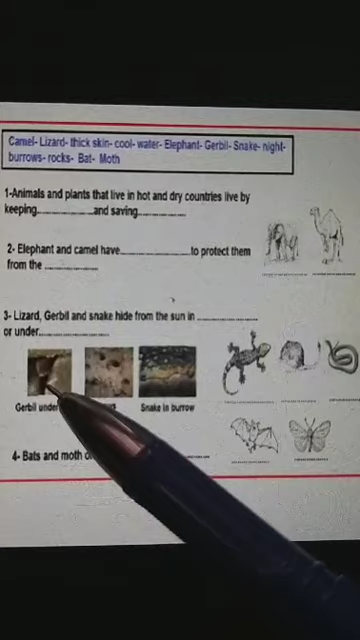 Camel- Lizard- thick skin- cool- water- Elephant- Gerbil- Snake- night-
burrows- rocks- Bat- Moth
1-Animals and plants that live in hot and dry countries live by
keeping....................and saving....................
2- Elephant and camel have....................to protect them
from the ....................
3- Lizard, Gerbil and snake hide from the sun in ....................
or under....................
Gerbil under
Snake in burrow
4- Bats and moth